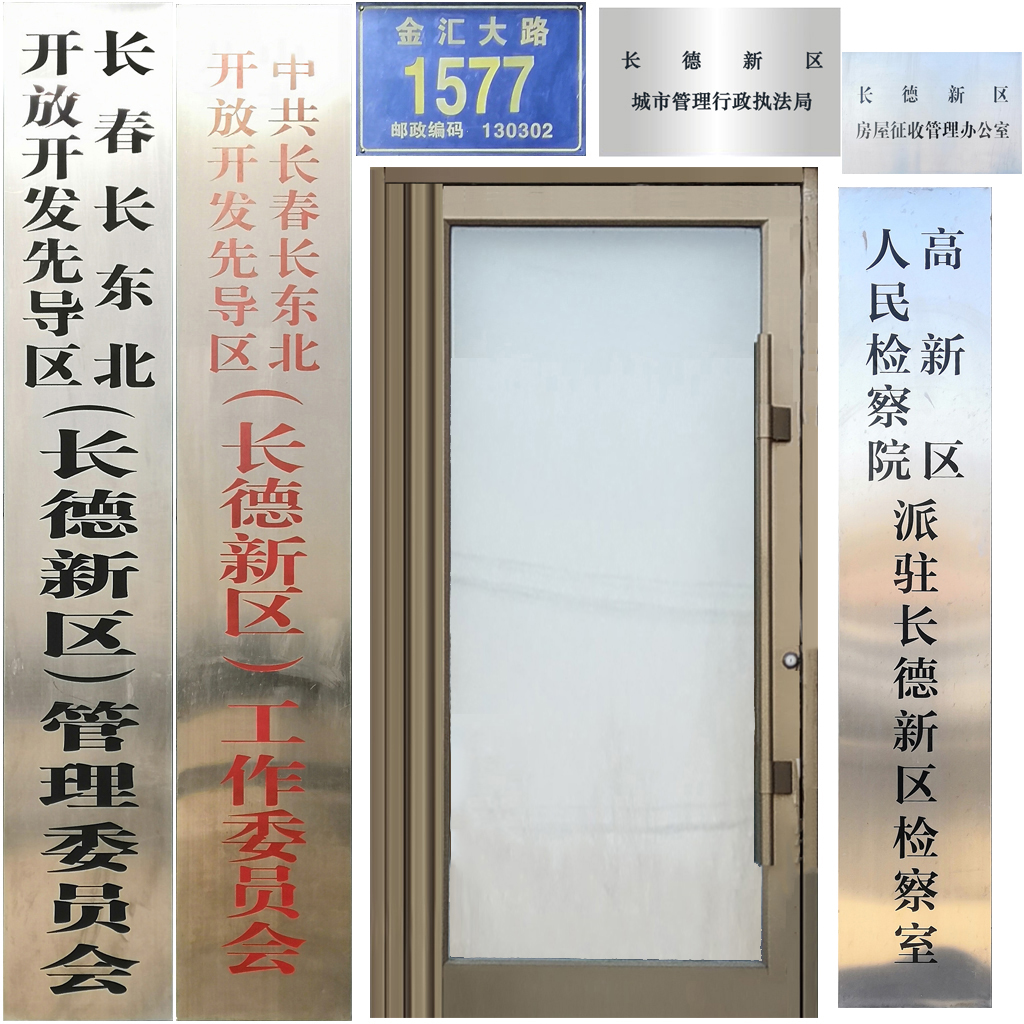 长春长东北
开放开发先导区
（长德新区）管理委员会
中共长春长东北
开放开发先导区
（长德新区）工作委员会
金汇大路
1577
邮政编码 130302
长德新区
城市管理行政执法局
长德新区
房屋征收管理办公室
高新区
人民检察院
派驻长德新区检察室